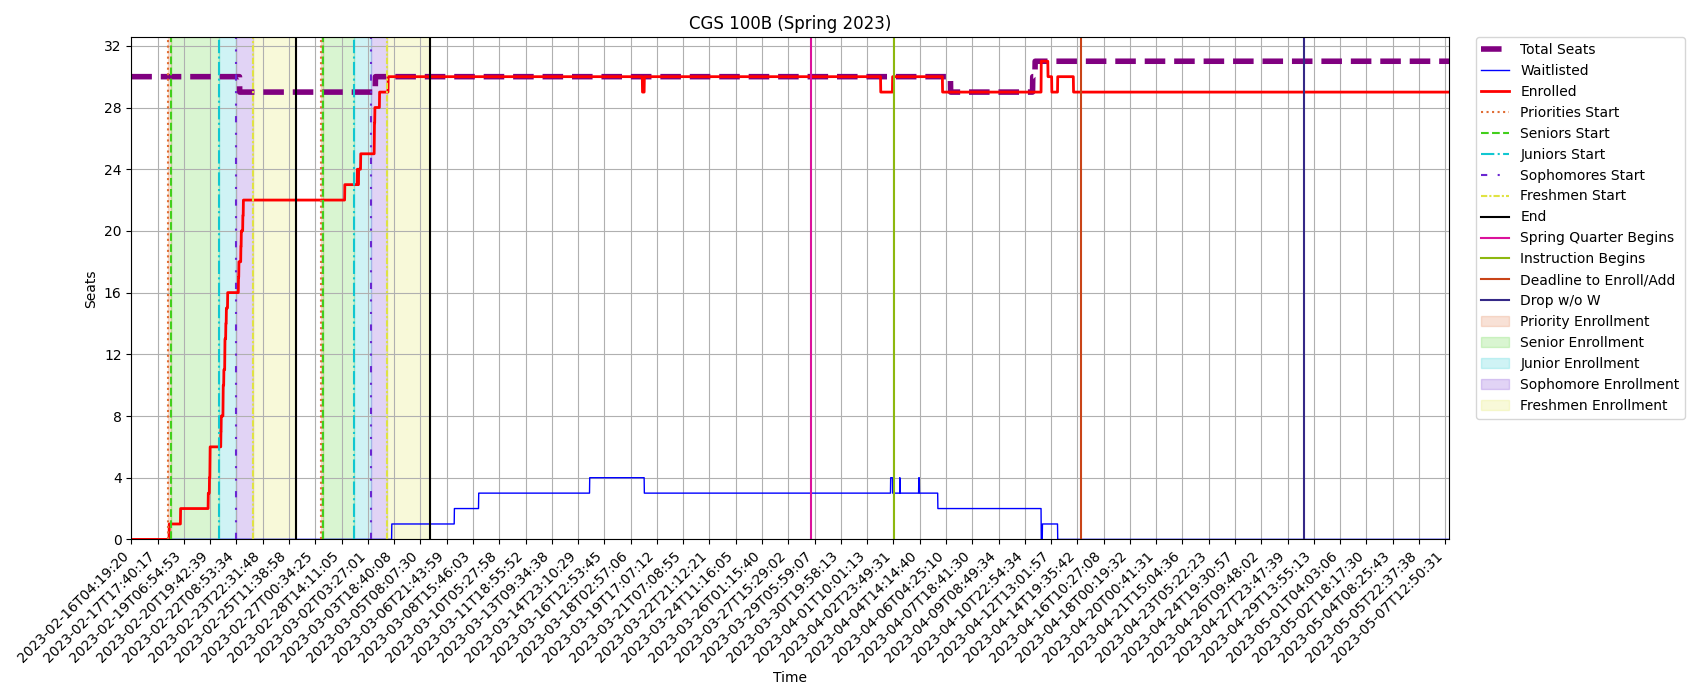 CGS 100B (Spring 2023)
Seats
32
28
24
20
16
12
8
4
0
2023-02-16T04:19:20
2023-02-17T17:40:17
2023-02-19T06:54:53
2023-02-20T19:42:39
2023-02-22T08:53:34
2023-02-23T22:31:48
2023-02-25T11:38:58
2023-02-27T00:34:25
2023-02-28T14:11:05
2023-03-02T03:27:01
2023-03-03T18:40:08
2023-03-05T08:07:30
2023-03-06T21:43:59
2023-03-08T15:46:03
2023-03-10T05:27:58
2023-03-11T18:55:52
2023-03-13T09:34:38
2023-03-14T23:10:29
2023-03-16T12:53:45
2023-03-18T02:57:06
2023-03-19T17:07:12
2023-03-21T07:08:55
2023-03-22T21:12:21
2023-03-24T11:16:05
2023-03-26T01:15:40
2023-03-27T15:29:02
2023-03-29T05:59:07
2023-03-30T19:58:13
2023-04-01T10:01:13
2023-04-02T23:49:31
2023-04-04T14:14:40
2023-04-06T04:25:10
2023-04-07T18:41:30
2023-04-09T08:49:34
2023-04-10T22:54:34
2023-04-12T13:01:57
2023-04-14T19:35:42
2023-04-16T10:27:08
2023-04-18T00:19:32
2023-04-20T00:41:31
2023-04-21T15:04:36
2023-04-23T05:22:23
2023-04-24T19:30:57
2023-04-26T09:48:02
2023-04-27T23:47:39
2023-04-29T13:55:13
2023-05-01T04:03:06
2023-05-02T18:17:30
2023-05-04T08:25:43
2023-05-05T22:37:38
2023-05-07T12:50:31
Time
Total Seats
Waitlisted
Enrolled
Priorities Start
Seniors Start
Juniors Start
Sophomores Start
Freshmen Start
End
Spring Quarter Begins
Instruction Begins
Deadline to Enroll/Add
Drop w/o W
Priority Enrollment
Senior Enrollment
Junior Enrollment
Sophomore Enrollment
Freshmen Enrollment